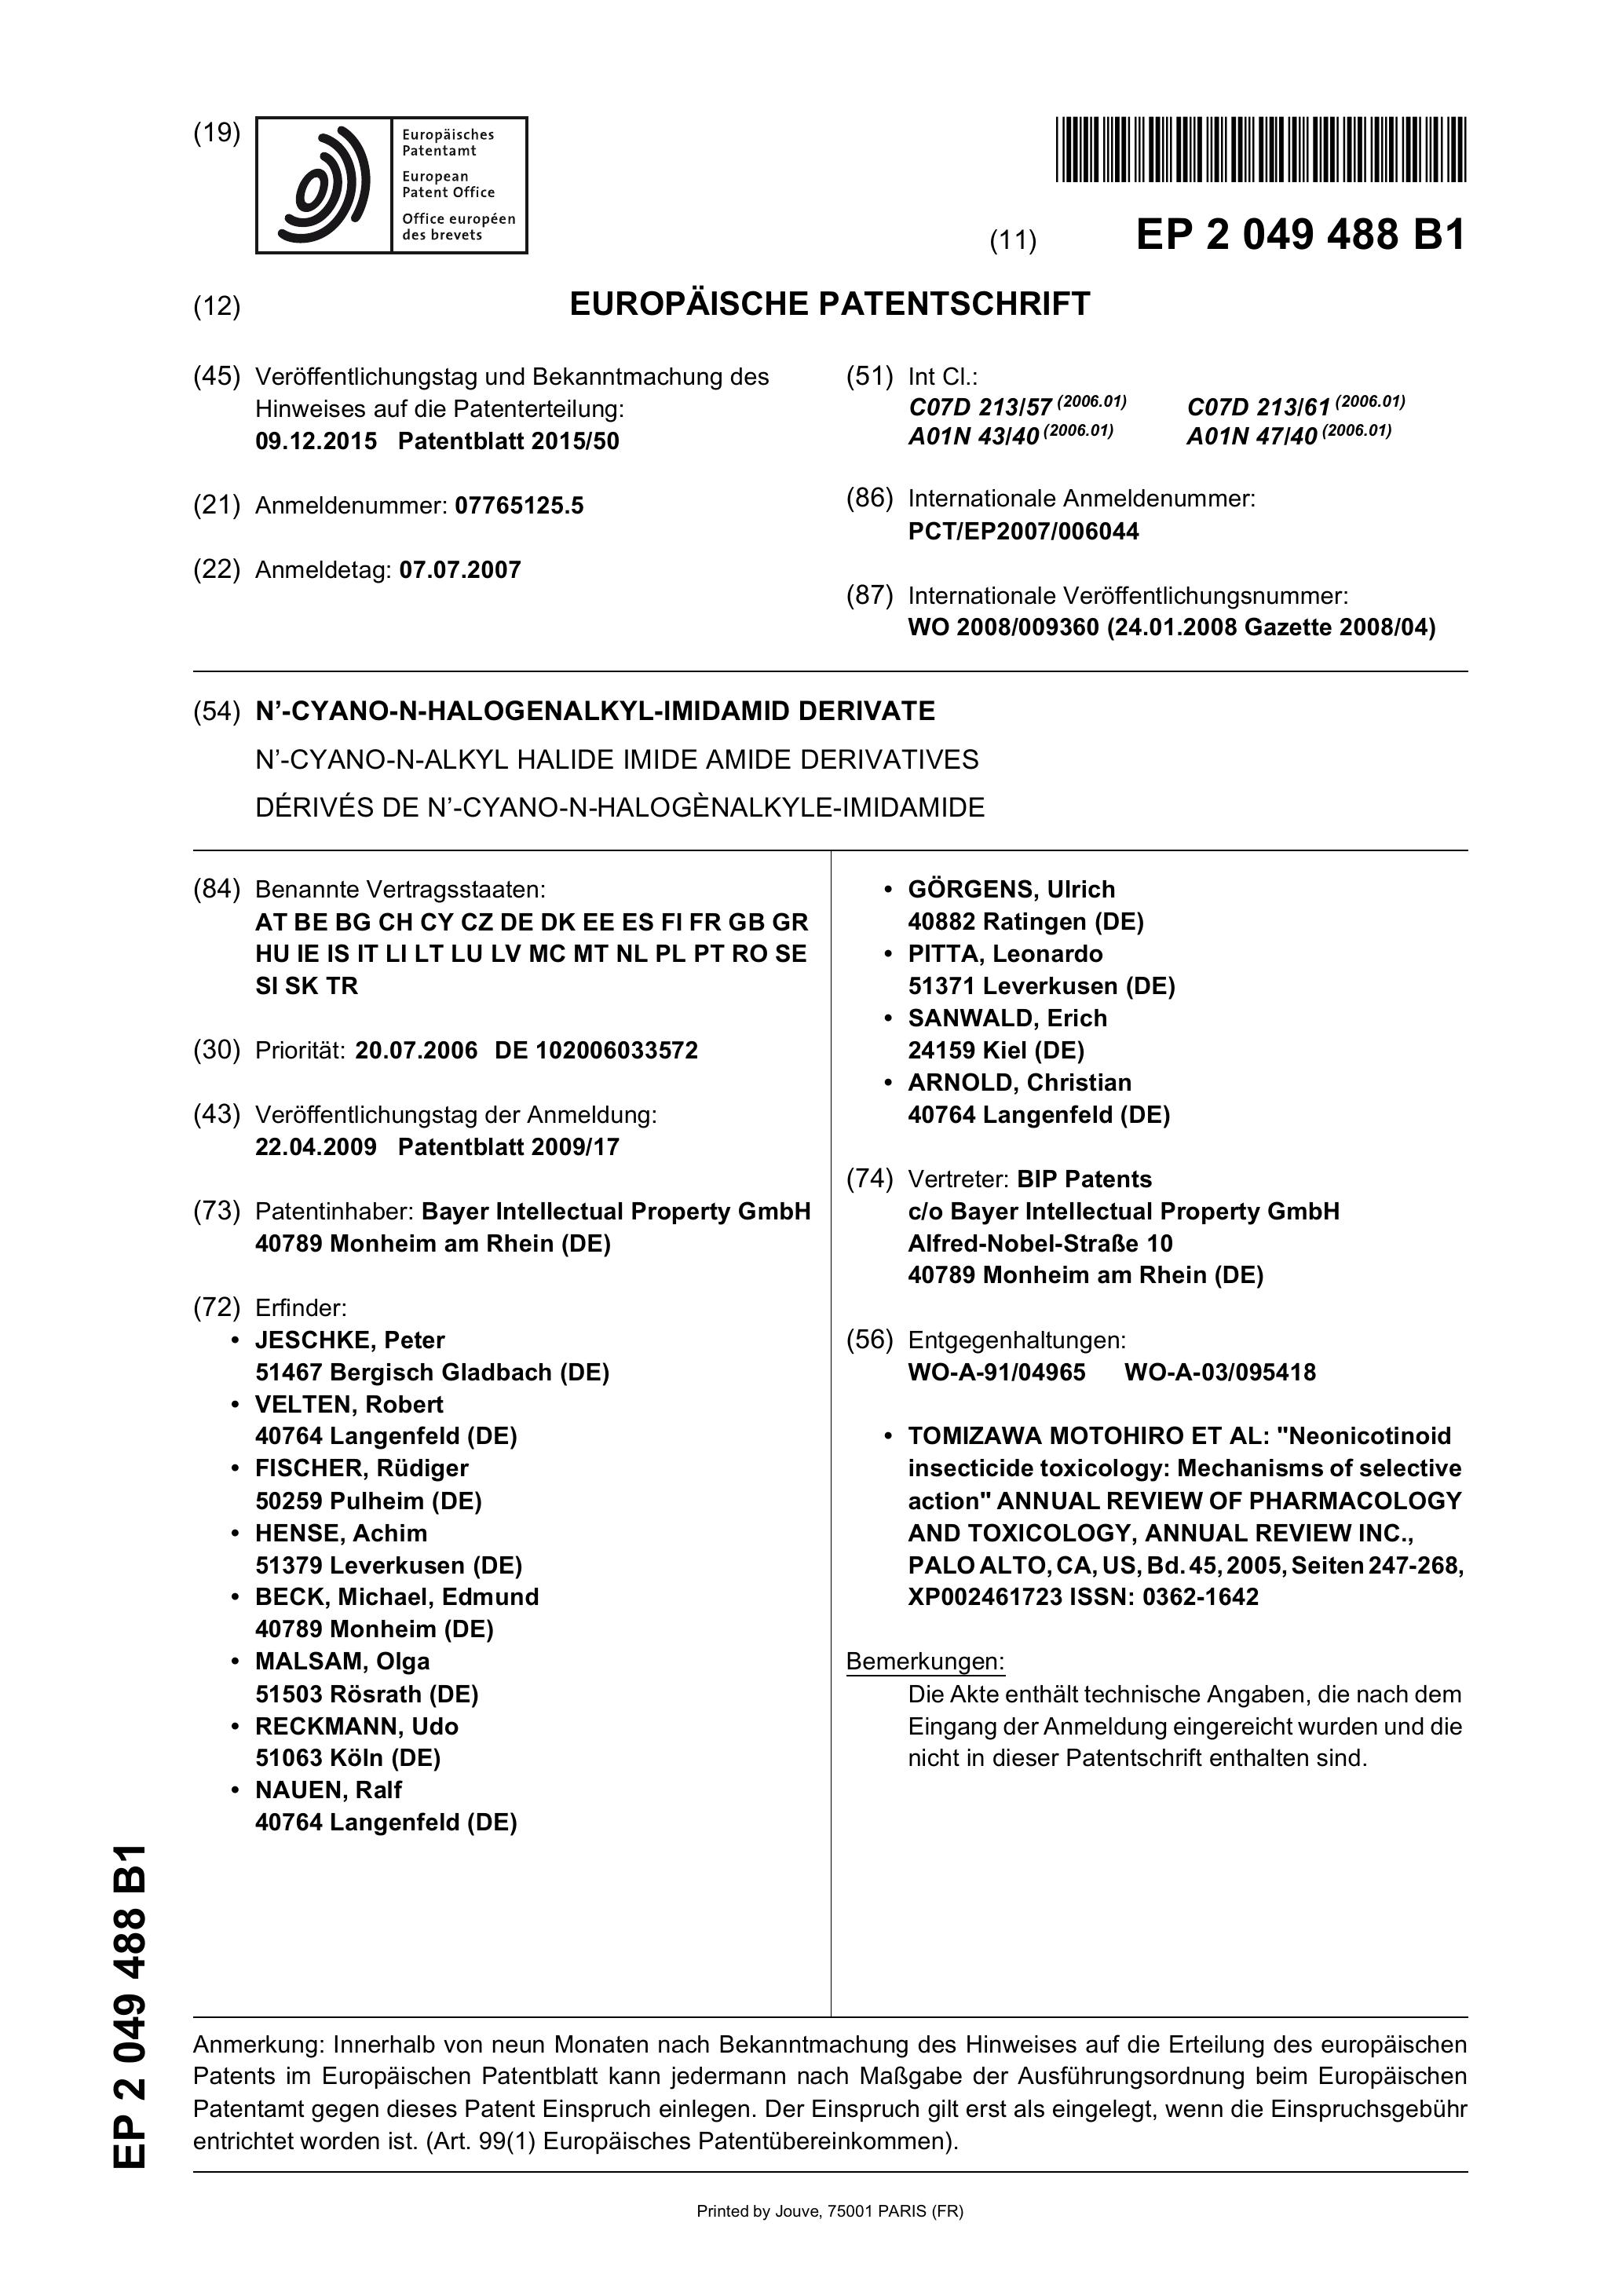 (19)
Europäisches
Patentamt
European
Patent Office
Office européen
des brevets
(11) EP 2 049 488 B1
(12) EUROPÄISCHE PATENTSCHRIFT
(45) Veröffentlichungstag und Bekanntmachung des
Hinweises auf die Patenterteilung:
09.12.2015 Patentblatt 2015/50
(21) Anmeldenummer: 07765125.5
(22) Anmeldetag: 07.07.2007
(51) Int Cl.:
C07D 213/57 (2006.01) C07D 213/61 (2006.01)
A01N 43/40 (2006.01) A01N 47/40 (2006.01)
(86) Internationale Anmeldenummer:
PCT/EP2007/006044
(87) Internationale Veröffentlichungsnummer:
WO 2008/009360 (24.01.2008 Gazette 2008/04)
(54) N’-CYANO-N-HALOGENALKYL-IMIDAMID DERIVATE
N’-CYANO-N-ALKYL HALIDE IMIDE AMIDE DERIVATIVES
DÉRIVÉS DE N’-CYANO-N-HALOGÈNALKYLE-IMIDAMIDE
(84) Benannte Vertragsstaaten:
AT BE BG CH CY CZ DE DK EE ES FI FR GB GR
HU IE IS IT LI LT LU LV MC MT NL PL PT RO SE
SI SK TR
(30) Priorität: 20.07.2006 DE 102006033572
(43) Veröffentlichungstag der Anmeldung:
22.04.2009 Patentblatt 2009/17
(73) Patentinhaber: Bayer Intellectual Property GmbH
40789 Monheim am Rhein (DE)
(72) Erfinder:
• JESCHKE, Peter
51467 Bergisch Gladbach (DE)
• VELTEN, Robert
40764 Langenfeld (DE)
• FISCHER, Rüdiger
50259 Pulheim (DE)
• HENSE, Achim
51379 Leverkusen (DE)
• BECK, Michael, Edmund
40789 Monheim (DE)
• MALSAM, Olga
51503 Rösrath (DE)
• RECKMANN, Udo
51063 Köln (DE)
• NAUEN, Ralf
40764 Langenfeld (DE)
• GÖRGENS, Ulrich
40882 Ratingen (DE)
• PITTA, Leonardo
51371 Leverkusen (DE)
• SANWALD, Erich
24159 Kiel (DE)
• ARNOLD, Christian
40764 Langenfeld (DE)
(74) Vertreter: BIP Patents
c/o Bayer Intellectual Property GmbH
Alfred-Nobel-Straße 10
40789 Monheim am Rhein (DE)
(56) Entgegenhaltungen:
WO-A-91/04965 WO-A-03/095418
• TOMIZAWA MOTOHIRO ET AL: "Neonicotinoid
insecticide toxicology: Mechanisms of selective
action" ANNUAL REVIEW OF PHARMACOLOGY
AND TOXICOLOGY, ANNUAL REVIEW INC.,
PALO ALTO, CA, US, Bd. 45, 2005, Seiten 247-268,
XP002461723 ISSN: 0362-1642
Bemerkungen:
Die Akte enthält technische Angaben, die nach dem
Eingang der Anmeldung eingereicht wurden und die
nicht in dieser Patentschrift enthalten sind.
EP 2 049 488 B1
Anmerkung: Innerhalb von neun Monaten nach Bekanntmachung des Hinweises auf die Erteilung des europäischen
Patents im Europäischen Patentblatt kann jedermann nach Maßgabe der Ausführungsordnung beim Europäischen
Patentamt gegen dieses Patent Einspruch einlegen. Der Einspruch gilt erst als eingelegt, wenn die Einspruchsgebühr
entrichtet worden ist. (Art. 99(1) Europäisches Patentübereinkommen).
Printed by Jouve, 75001 PARIS (FR)